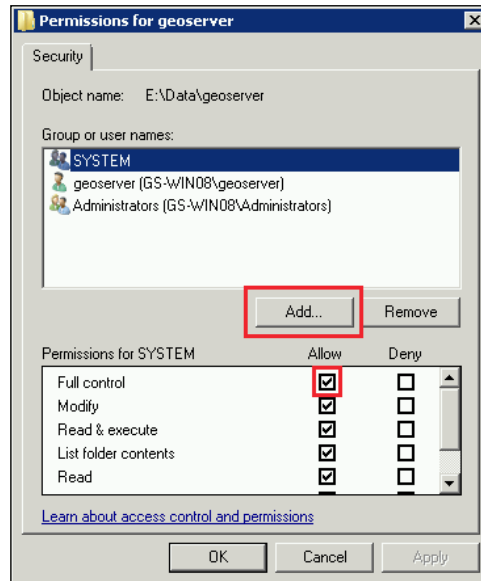 Permissions for geoserver
Security
Object name: E:\Data\geoserver
Group or user names:
SYSTEM
geoserver (GS-WIN08\geoserver)
Administrators (GS-WIN08\Administrators)
Add...
Remove
Permissions for SYSTEM Allow Deny
Full control
Modify
Read & execute
List folder contents
Read
Learn about access control and permissions
OK
Cancel
Apply